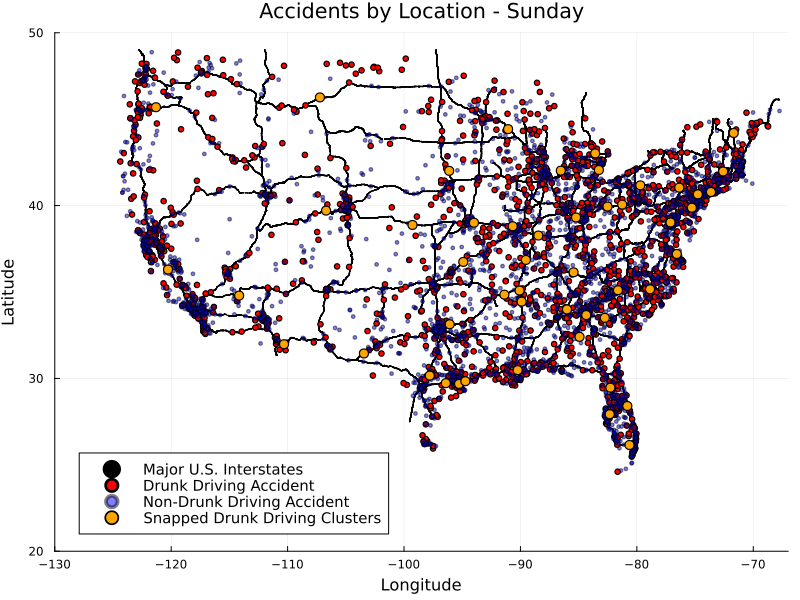 Accidents by Location - Sunday
50
40
30
20
Latitude
Major U.S. Interstates
Drunk Driving Accident
Non-Drunk Driving Accident
Snapped Drunk Driving Clusters
−130 −120 −110 −100 −90 −80 −70
Longitude